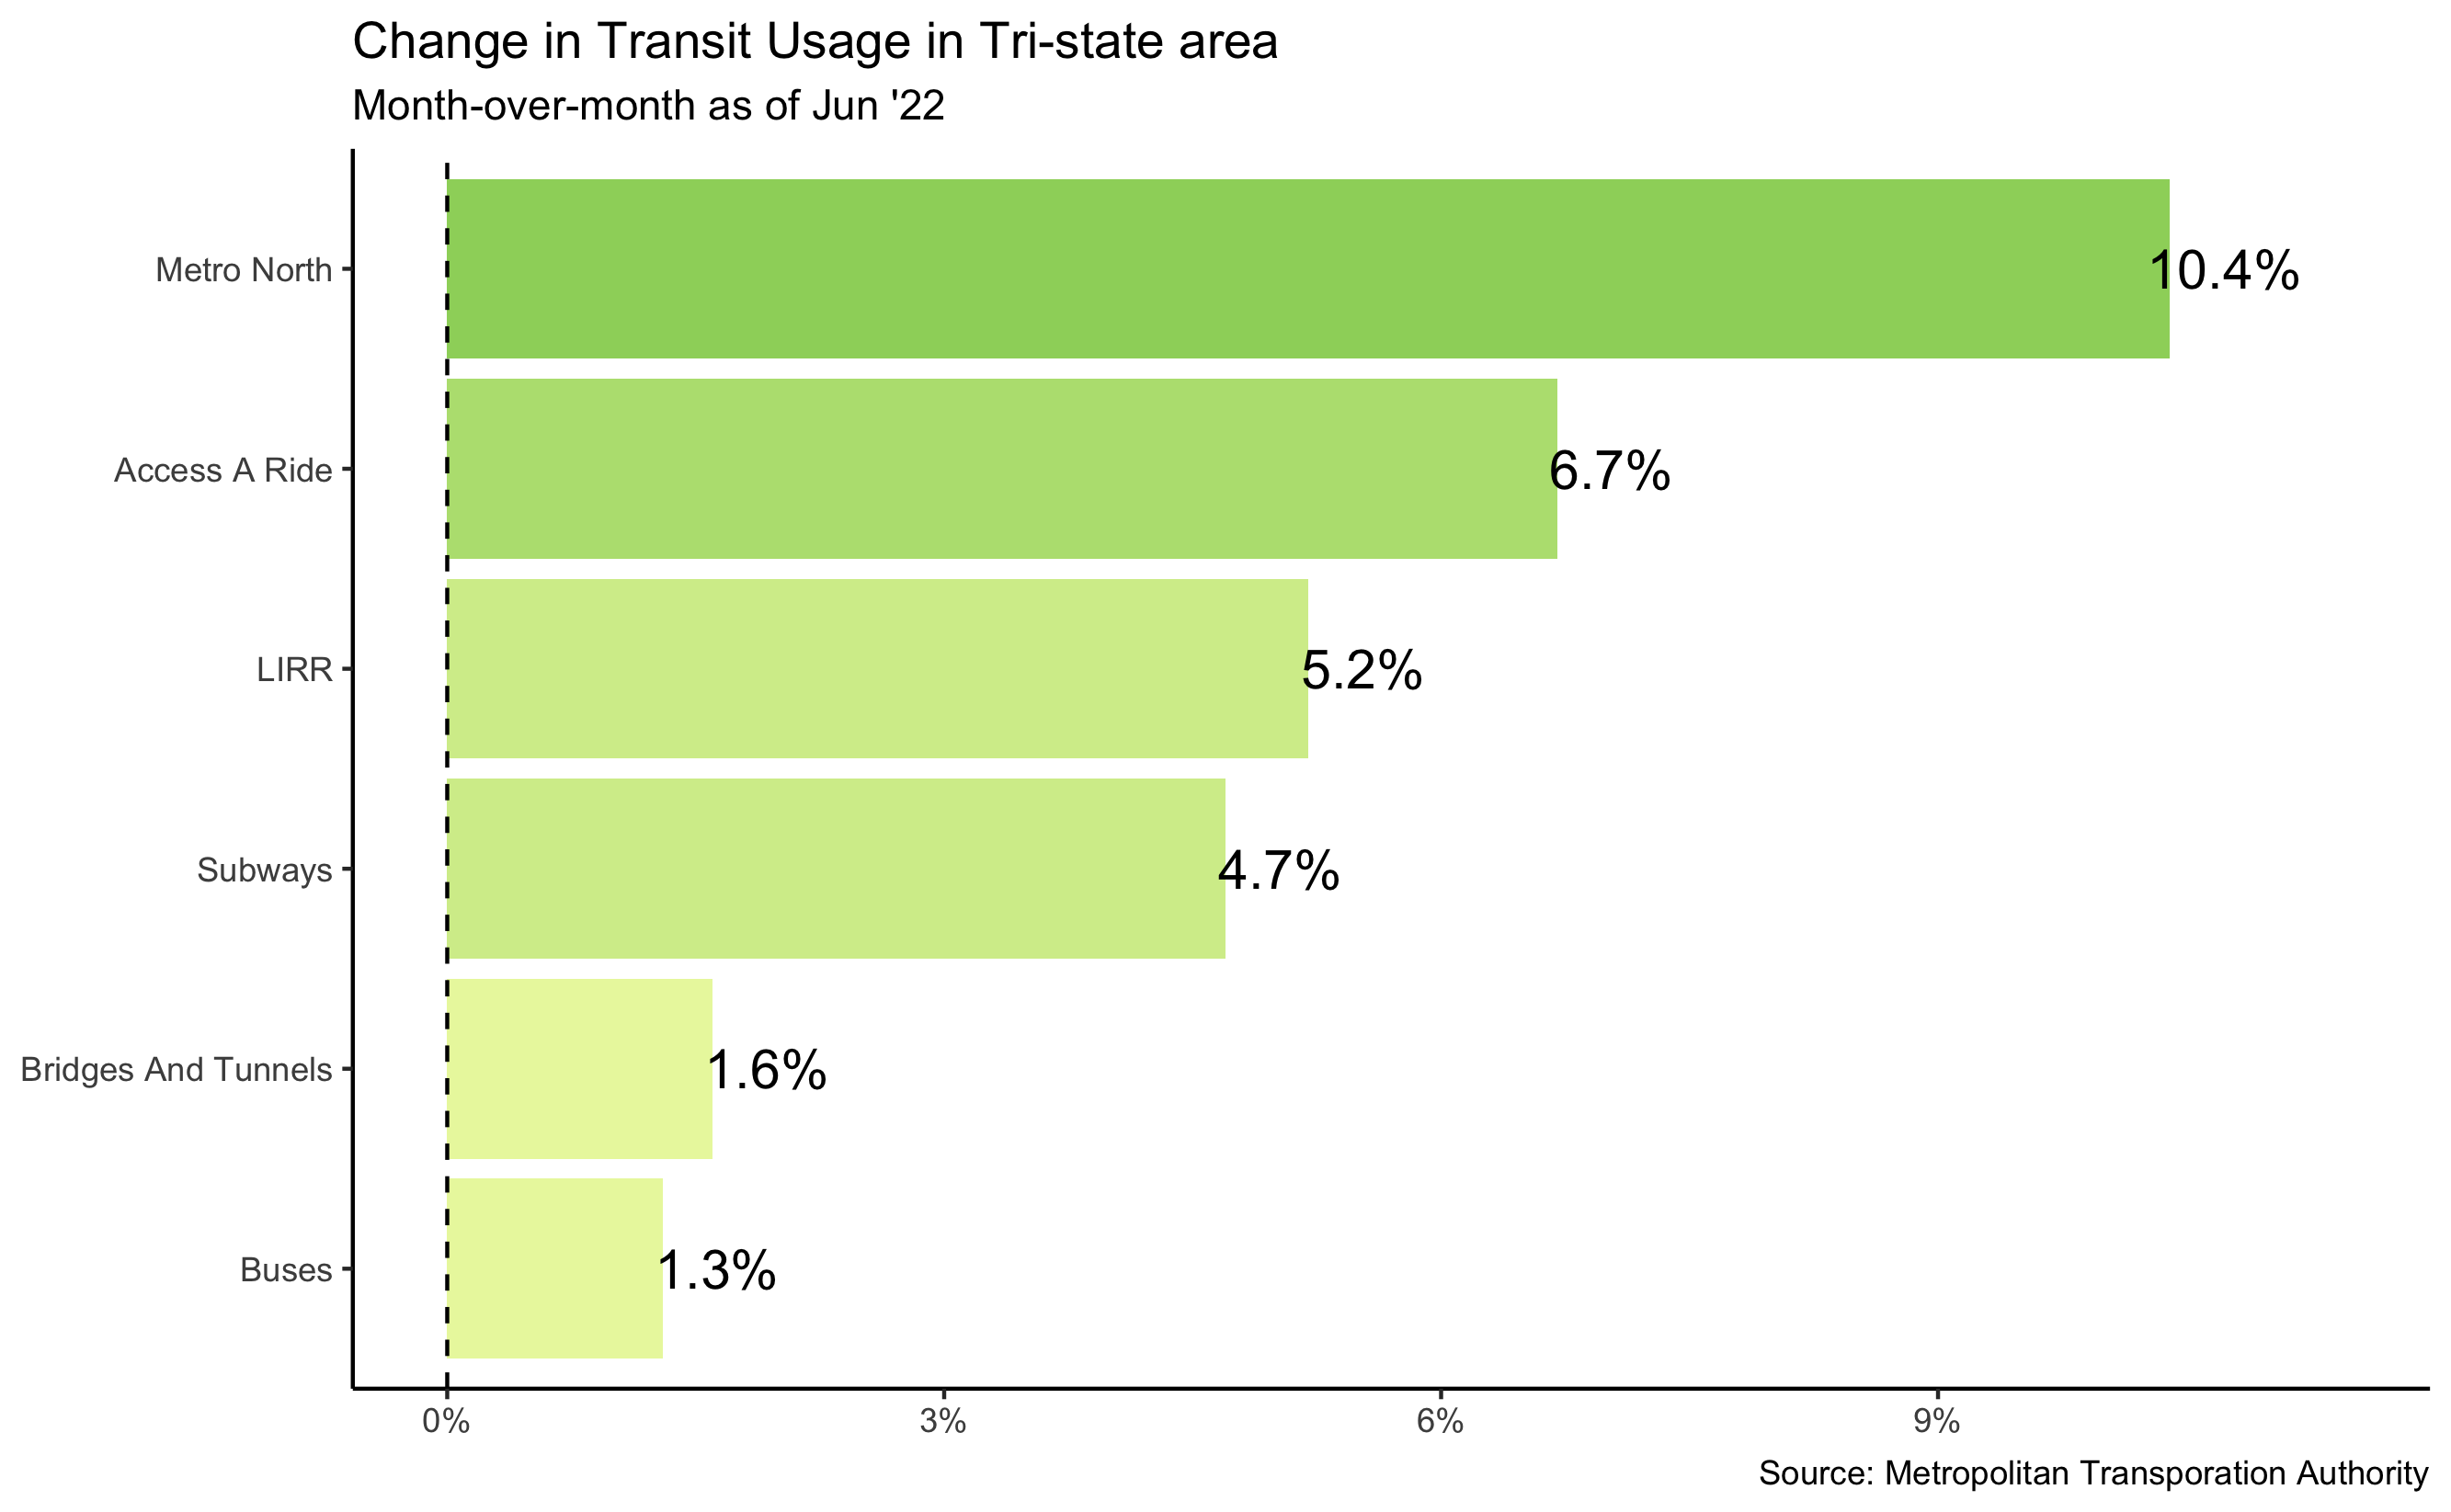 Change in Transit Usage in Tri-state area
Month-over-month as of Jun '22
Metro North
10.4%
Access A Ride
6.7%
LIRR
5.2%
Subways
4.7%
Bridges And Tunnels
1.6%
Buses
1.3%
0% 3% 6% 9%
Source: Metropolitan Transporation Authority